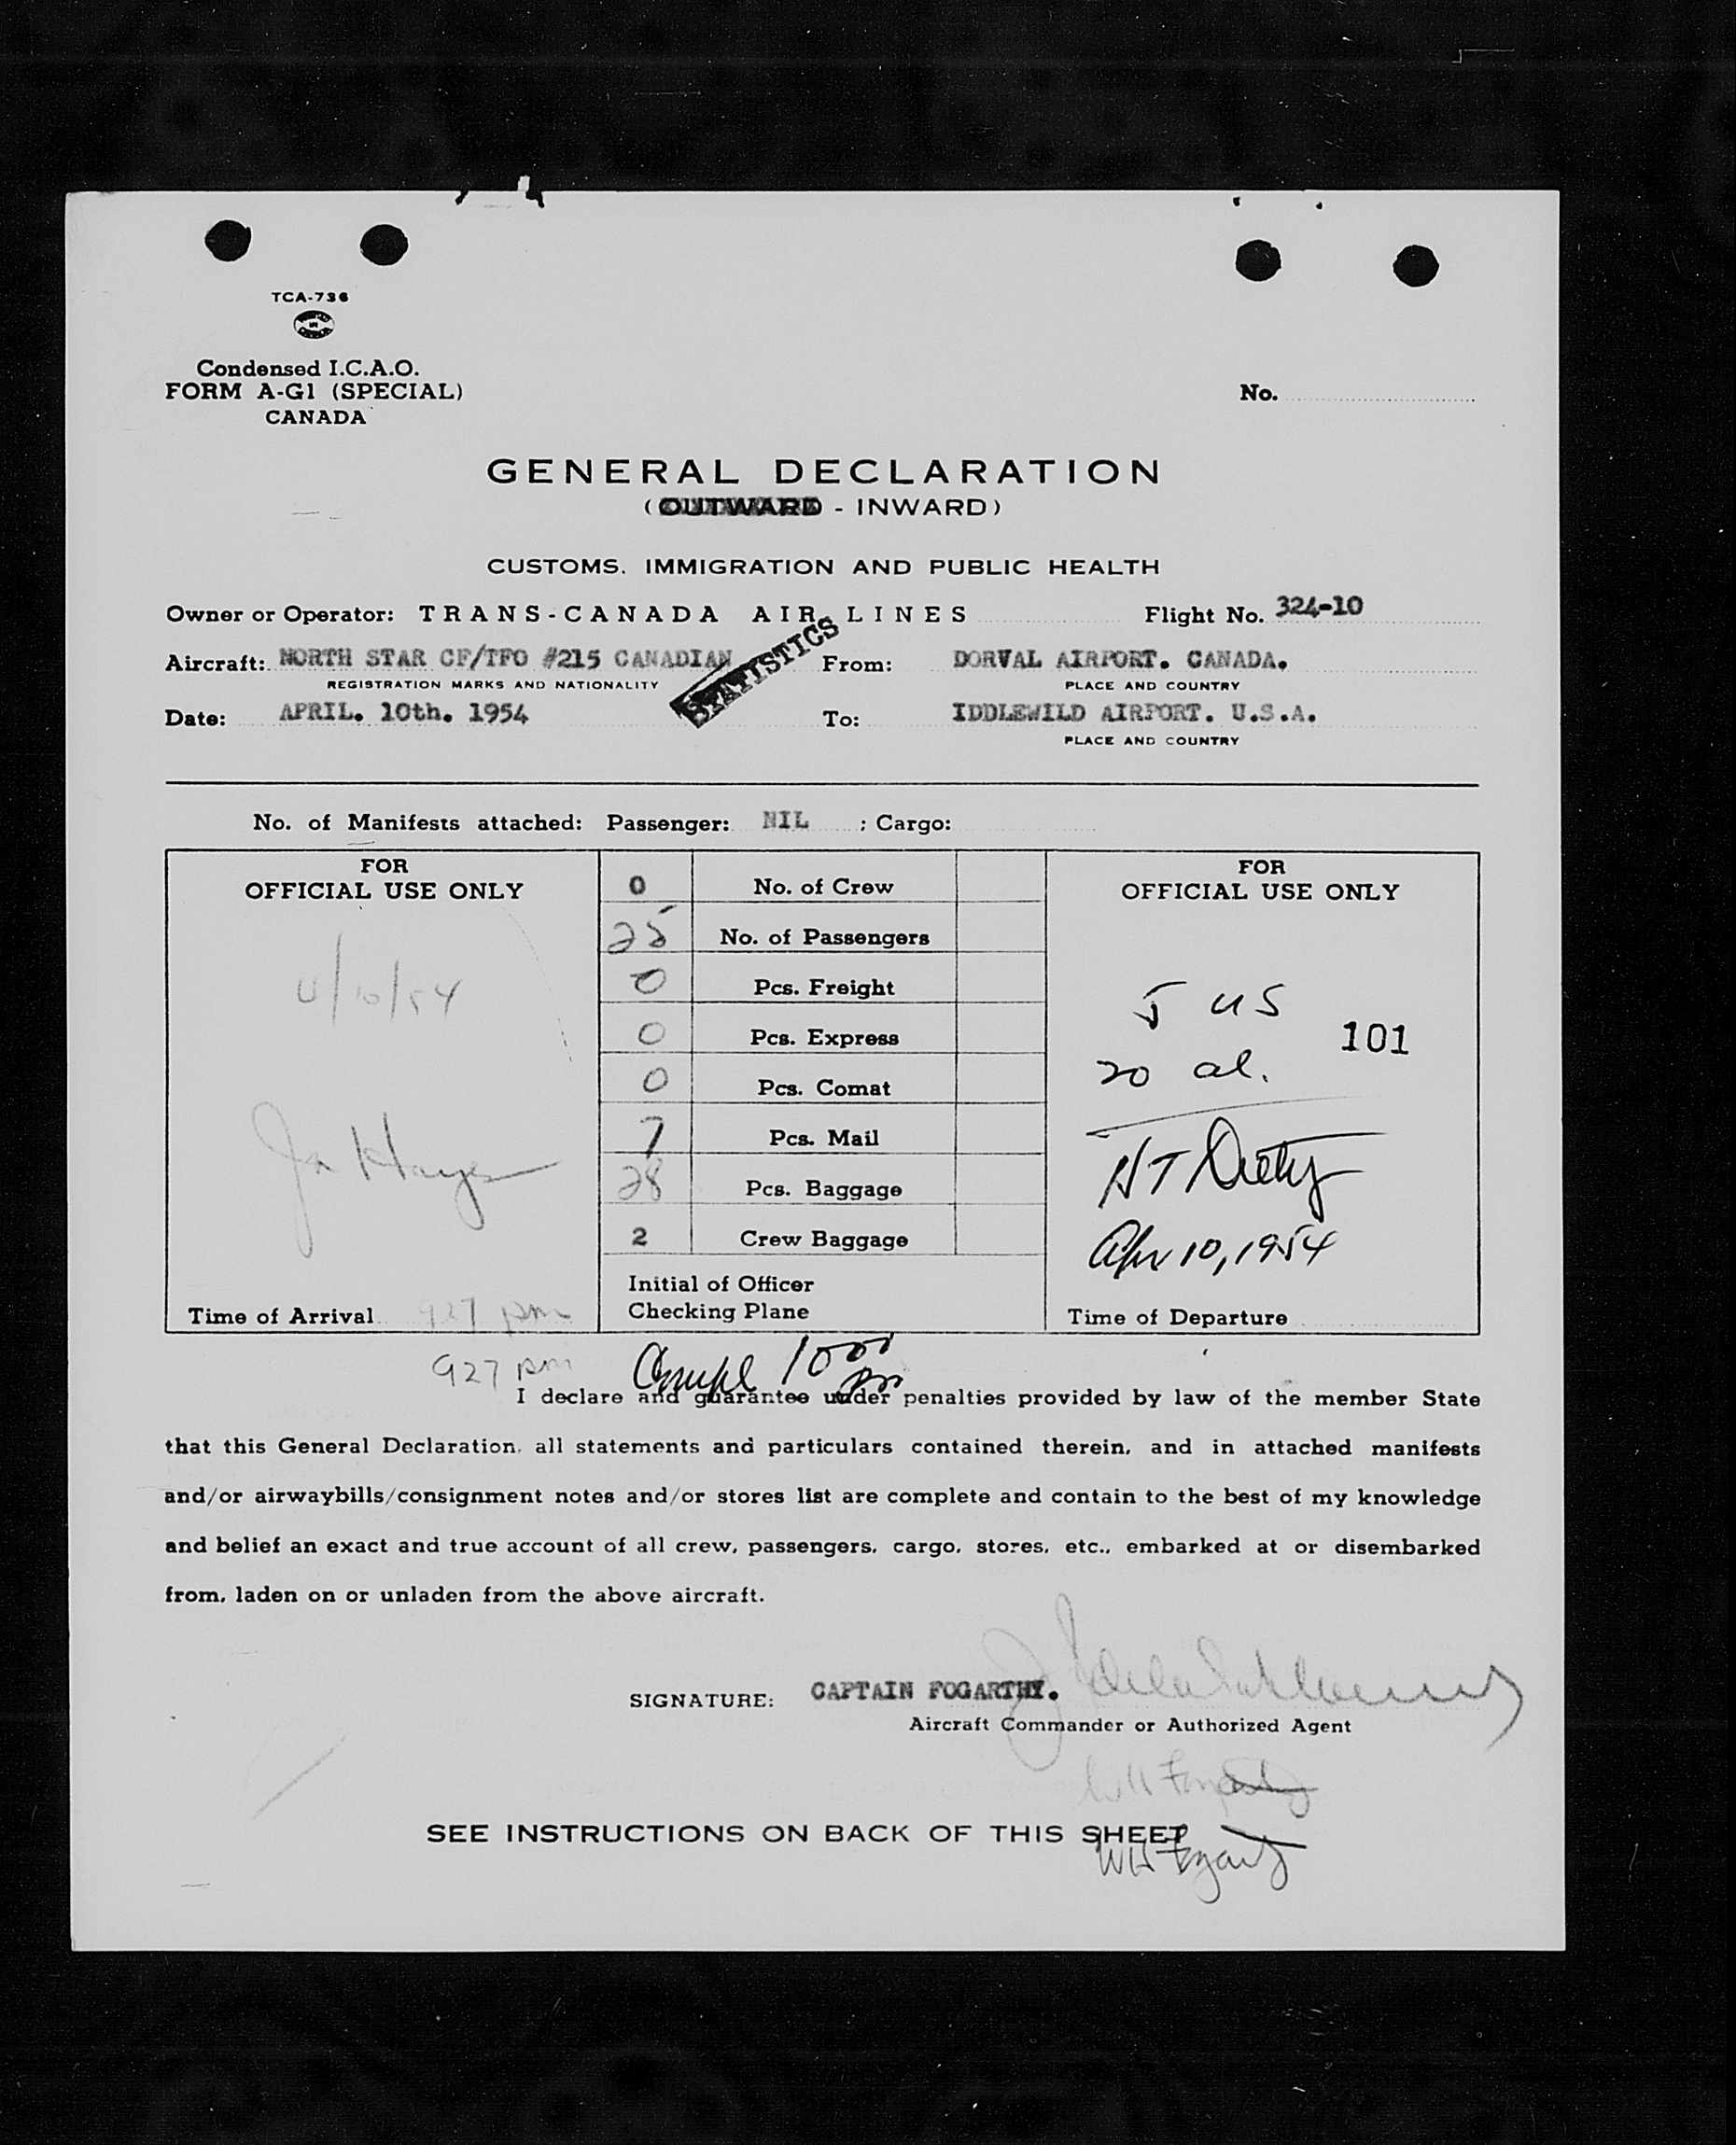 TCA-736
Condensed I.C.A.O.
FORM A-G1 (SPECIAL)
CANADA
No.
GENERAL DECLARATION
(OUTWARD - INWARD)
CUSTOMS, IMMIGRATION AND PUBLIC HEALTH
Owner or Operator: TRANS-CANADA AIR LINES Flight No. 324-10
Aircraft: NORTH STAR CF/TFO #215 CANADIAN From: DORVAL AIRPORT. CANADA.
REGISTRATION MARKS AND NATIONALITY PLACE AND COUNTRY
STATISTICS
Date: APRIL. 10th. 1954 To: IDDLEWILD AIRPORT. U.S.A.
PLACE AND COUNTRY
No. of Manifests attached: Passenger: NIL ; Cargo:
FOR
OFFICIAL USE ONLY
4/10/54
Jn Hays
Time of Arrival 927 pm
927 pm
0 No. of Crew
25 No. of Passengers
0 Pcs. Freight
0 Pcs. Express
0 Pcs. Comat
7 Pcs. Mail
28 Pcs. Baggage
2 Crew Baggage
Initial of Officer
Checking Plane
FOR
OFFICIAL USE ONLY
5 US
101
20 al.
HT
Apr 10, 1954
Time of Departure
Compl 1000
pm
I declare and guarantee under penalties provided by law of the member State
that this General Declaration, all statements and particulars contained therein, and in attached manifests
and/or airwaybills/consignment notes and/or stores list are complete and contain to the best of my knowledge
and belief an exact and true account of all crew, passengers, cargo, stores, etc., embarked at or disembarked
from, laden on or unladen from the above aircraft.
SIGNATURE: CAPTAIN FOGARTHY.
Aircraft Commander or Authorized Agent
WH Fogarty
SEE INSTRUCTIONS ON BACK OF THIS SHEET
WH Fogarty